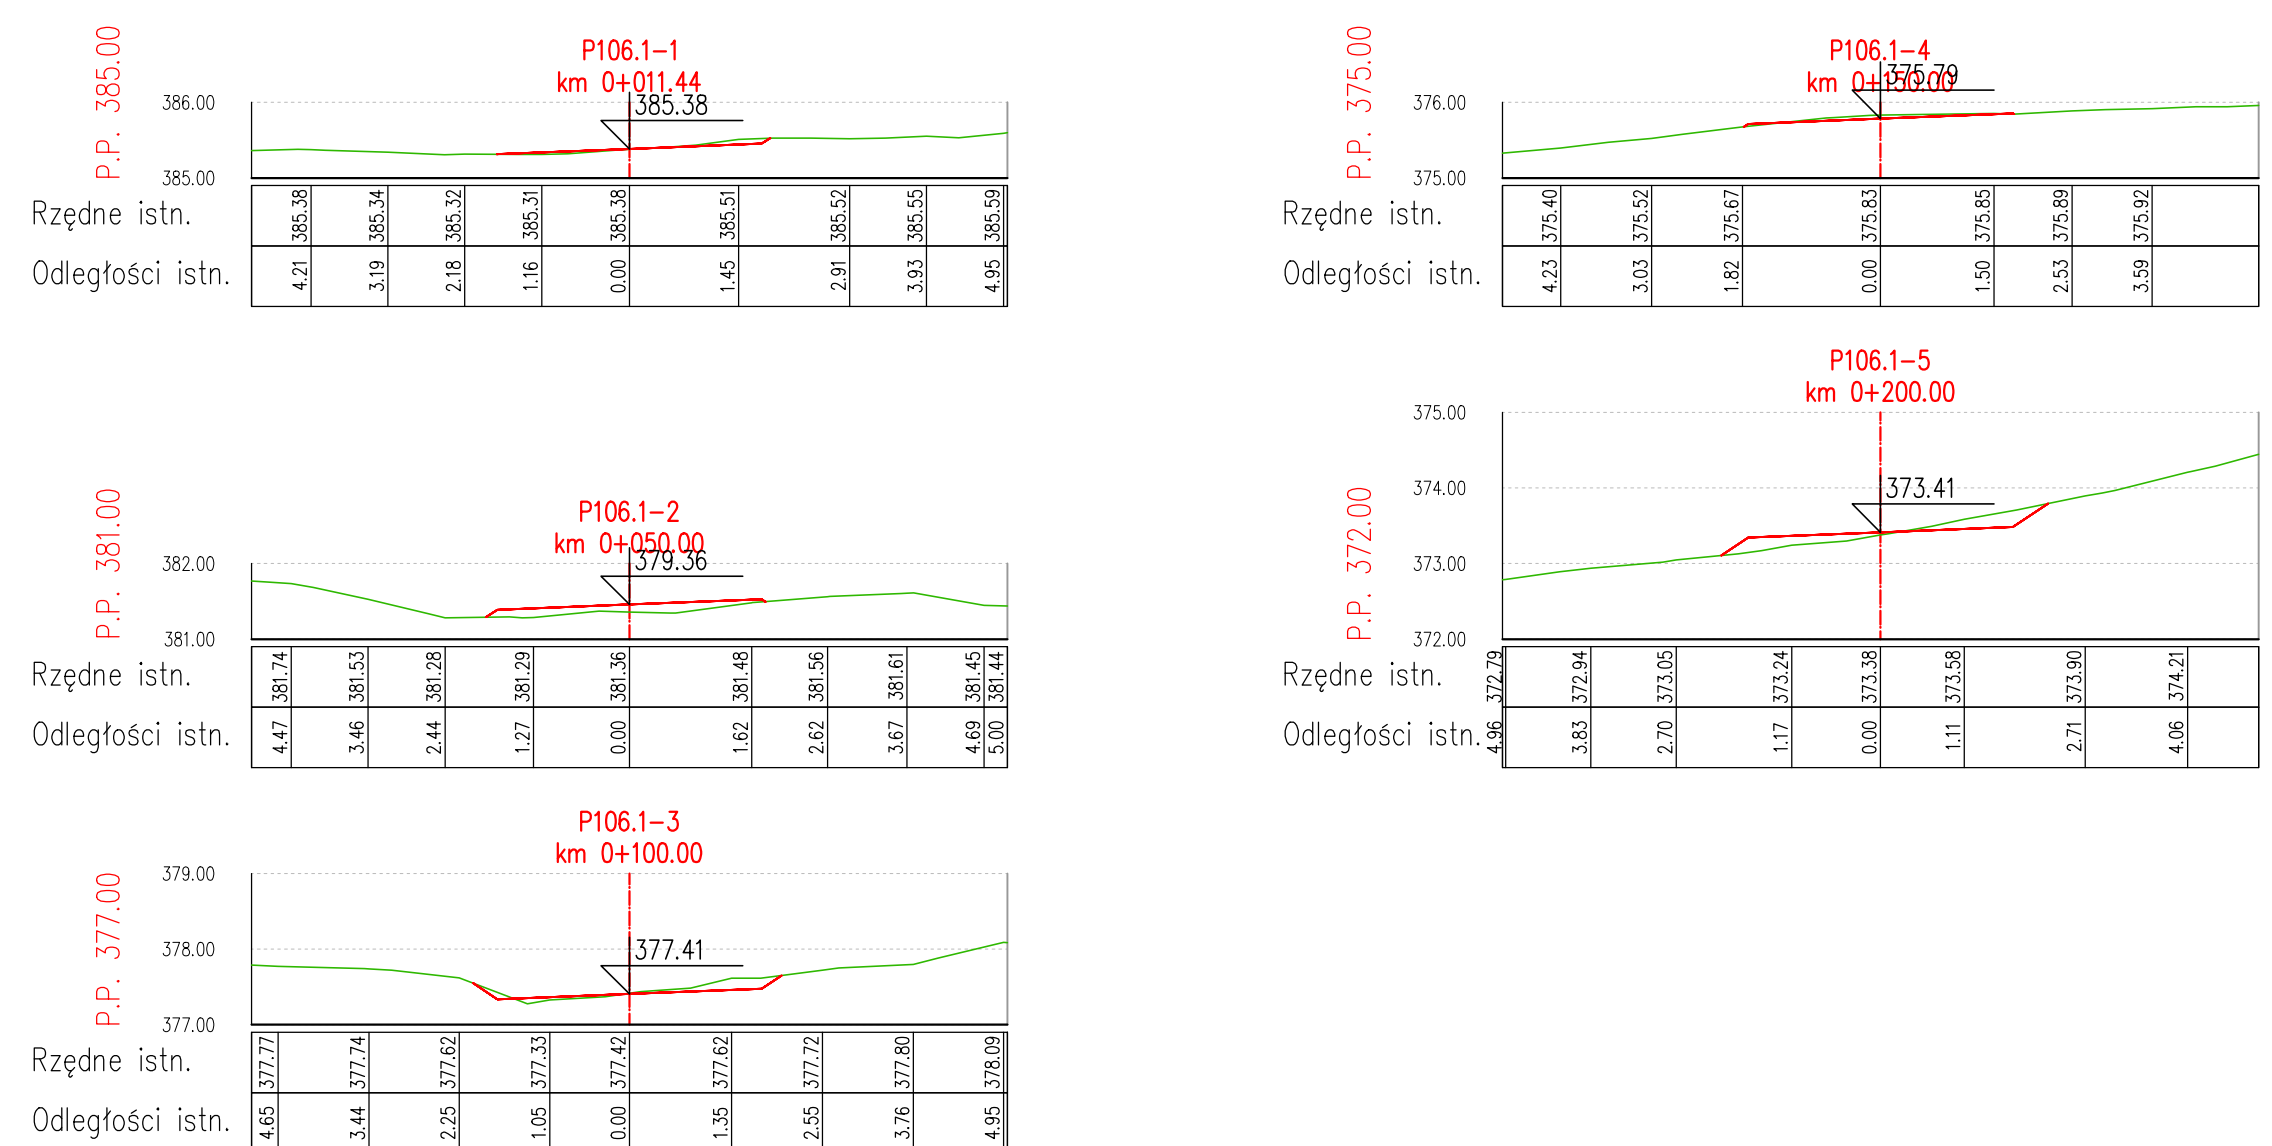 P106.1-1
km 0+011.44
P.P. 385.00
386.00
385.38
385.00
Rzędne istn. 385.38 385.34 385.32 385.31 385.38 385.51 385.52 385.55 385.59
Odległości istn. 4.21 3.19 2.18 1.16 0.00 1.45 2.91 3.93 4.95
P106.1-2
km 0+050.00
P.P. 381.00
379.36
382.00
381.00
Rzędne istn. 381.74 381.53 381.28 381.29 381.36 381.48 381.56 381.61 381.45 381.44
Odległości istn. 4.47 3.46 2.44 1.27 0.00 1.62 2.62 3.67 4.69 5.00
P106.1-3
km 0+100.00
P.P. 377.00
379.00
378.00
377.41
377.00
Rzędne istn. 377.77 377.74 377.62 377.33 377.42 377.62 377.72 377.80 378.09
Odległości istn. 4.65 3.44 2.25 1.05 0.00 1.35 2.55 3.76 4.95
P106.1-4
km 0+150.00
P.P. 375.00
375.79
376.00
375.00
Rzędne istn. 375.40 375.52 375.67 375.83 375.85 375.89 375.92
Odległości istn. 4.23 3.03 1.82 0.00 1.50 2.53 3.59
P106.1-5
km 0+200.00
P.P. 372.00
375.00
374.00
373.41
373.00
372.00
Rzędne istn. 372.79 372.94 373.05 373.24 373.38 373.58 373.90 374.21
Odległości istn. 4.96 3.83 2.70 1.17 0.00 1.11 2.71 4.06